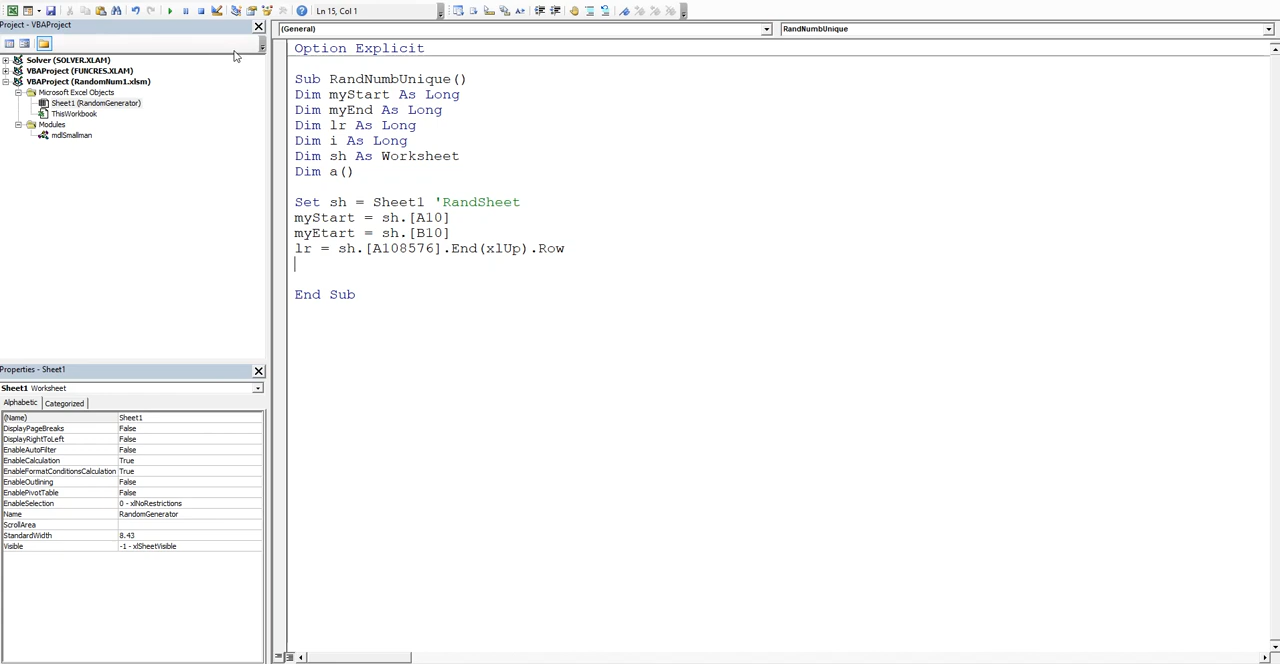 Ln 15, Col 1
Project - VBAProject
(General)
RandNumbUnique
Solver (SOLVER.XLAM)
VBAProject (FUNCRES.XLAM)
VBAProject (RandomNum1.xlsm)
Microsoft Excel Objects
Sheet1 (RandomGenerator)
ThisWorkbook
Modules
mdlSmallman
Option Explicit
Sub RandNumbUnique()
Dim myStart As Long
Dim myEnd As Long
Dim lr As Long
Dim i As Long
Dim sh As Worksheet
Dim a()
Set sh = Sheet1 'RandSheet
myStart = sh.[A10]
myEtart = sh.[B10]
lr = sh.[A108576].End(xlUp).Row
End Sub
Properties - Sheet1
Sheet1 Worksheet
Alphabetic Categorized
(Name) Sheet1
DisplayPageBreaks False
DisplayRightToLeft False
EnableAutoFilter False
EnableCalculation True
EnableFormatConditionsCalculation True
EnableOutlining False
EnablePivotTable False
EnableSelection 0 - xlNoRestrictions
Name RandomGenerator
ScrollArea
StandardWidth 8.43
Visible -1 - xlSheetVisible